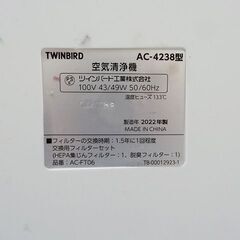 TWINBIRD AC-4238型
空気清浄機
ツインバード工業株式会社
100V 43/49W 50/60Hz
温度ヒューズ 133℃
製造年 2022年製
MADE IN CHINA
■フィルターの交換時期：1.5年に1回程度
交換用フィルターセット
(HEPA集じんフィルター：1、脱臭フィルター：1)
品番：AC-FT06
TB-00012923-1